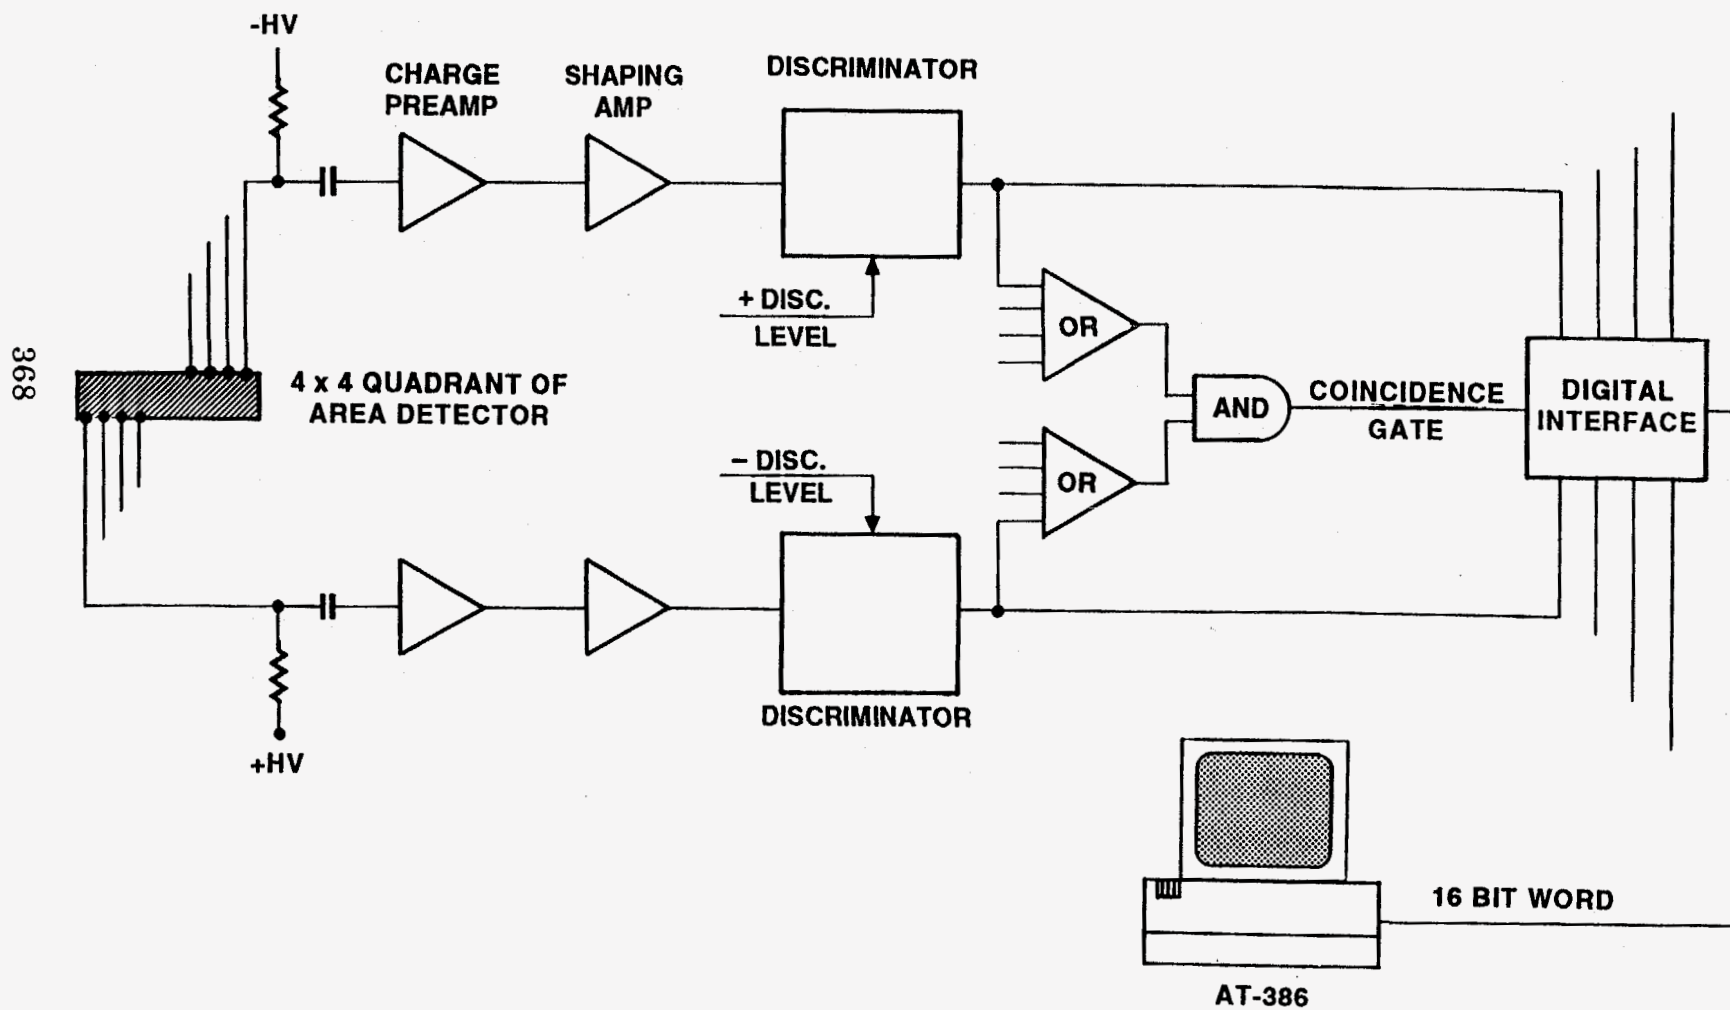 -HV
CHARGE
PREAMP
SHAPING
AMP
DISCRIMINATOR
+ DISC.
LEVEL
368
4 x 4 QUADRANT OF
AREA DETECTOR
OR
AND
COINCIDENCE
GATE
DIGITAL
INTERFACE
OR
− DISC.
LEVEL
DISCRIMINATOR
+HV
16 BIT WORD
AT-386